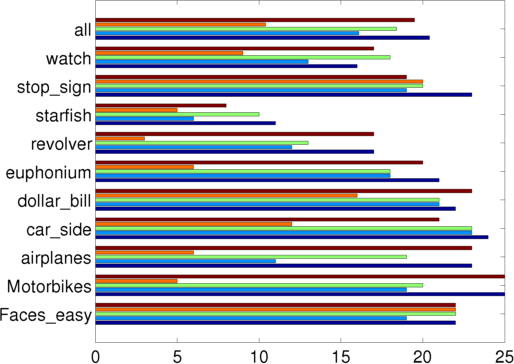 all
watch
stop_sign
starfish
revolver
euphonium
dollar_bill
car_side
airplanes
Motorbikes
Faces_easy
0 5 10 15 20 25